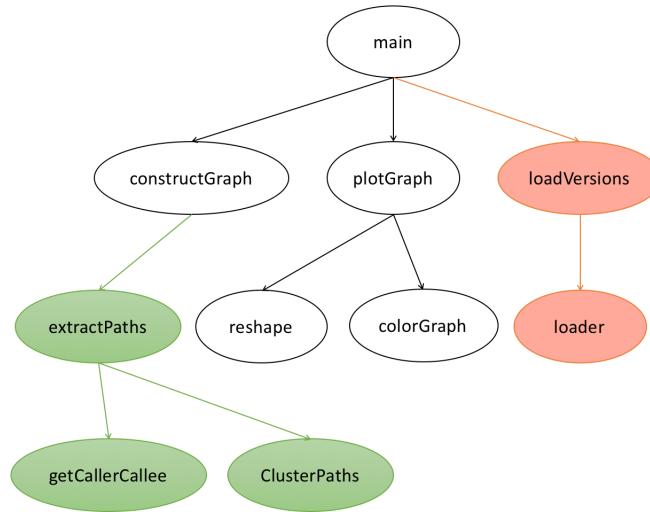 main
constructGraph
plotGraph
loadVersions
extractPaths
reshape
colorGraph
loader
getCallerCallee
ClusterPaths